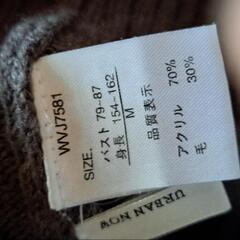 WVJ7581
SIZE.
バスト 79-87
身長 154-162
M
品質表示
アクリル 70%
毛 30%
URBAN NOW